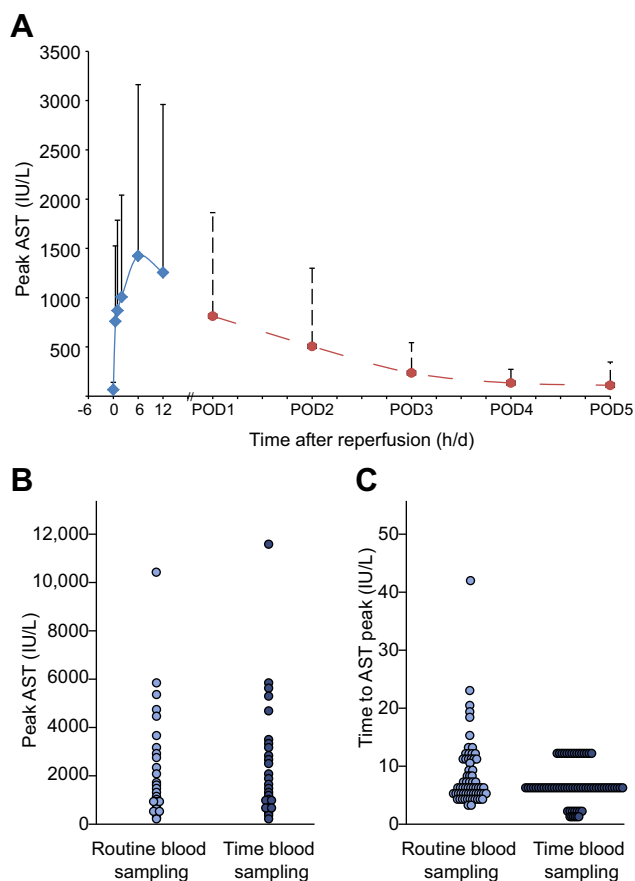 A
3500
3000
2500
2000
1500
1000
500
Peak AST (IU/L)
-6 0 6 12 POD1 POD2 POD3 POD4 POD5
Time after reperfusion (h/d)
B
12,000
10,000
8000
6000
4000
2000
0
Peak AST (IU/L)
Routine blood sampling
Time blood sampling
C
50
40
30
20
10
0
Time to AST peak (IU/L)
Routine blood sampling
Time blood sampling